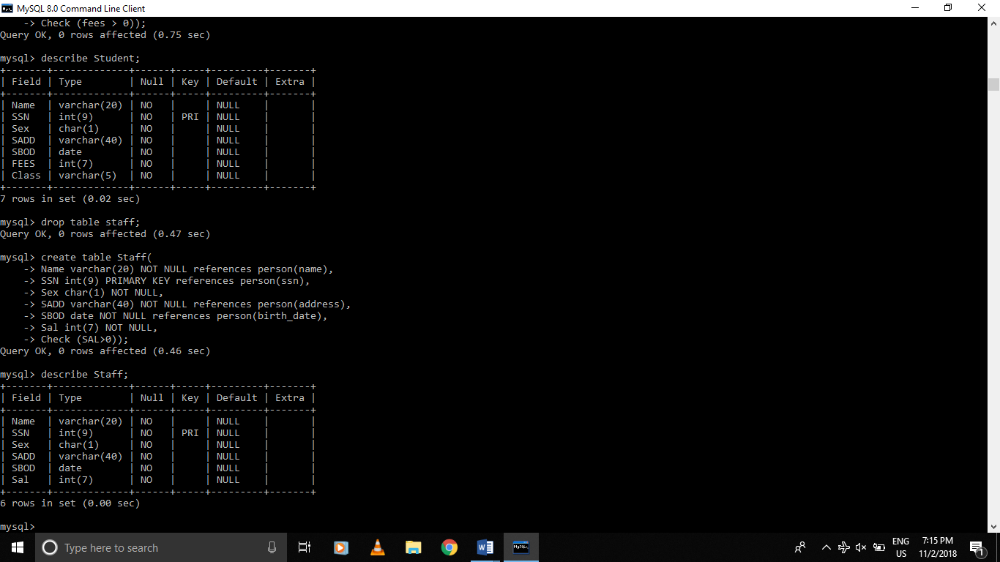 MySQL 8.0 Command Line Client
    -> Check (fees > 0));
Query OK, 0 rows affected (0.75 sec)

mysql> describe Student;
+-------+-------------+------+-----+---------+-------+
| Field | Type        | Null | Key | Default | Extra |
+-------+-------------+------+-----+---------+-------+
| Name  | varchar(20) | NO   |     | NULL    |       |
| SSN   | int(9)      | NO   | PRI | NULL    |       |
| Sex   | char(1)     | NO   |     | NULL    |       |
| SADD  | varchar(40) | NO   |     | NULL    |       |
| SBOD  | date        | NO   |     | NULL    |       |
| FEES  | int(7)      | NO   |     | NULL    |       |
| Class | varchar(5)  | NO   |     | NULL    |       |
+-------+-------------+------+-----+---------+-------+
7 rows in set (0.02 sec)

mysql> drop table staff;
Query OK, 0 rows affected (0.47 sec)

mysql> create table Staff(
    -> Name varchar(20) NOT NULL references person(name),
    -> SSN int(9) PRIMARY KEY references person(ssn),
    -> Sex char(1) NOT NULL,
    -> SADD varchar(40) NOT NULL references person(address),
    -> SBOD date NOT NULL references person(birth_date),
    -> Sal int(7) NOT NULL,
    -> Check (SAL>0));
Query OK, 0 rows affected (0.46 sec)

mysql> describe Staff;
+-------+-------------+------+-----+---------+-------+
| Field | Type        | Null | Key | Default | Extra |
+-------+-------------+------+-----+---------+-------+
| Name  | varchar(20) | NO   |     | NULL    |       |
| SSN   | int(9)      | NO   | PRI | NULL    |       |
| Sex   | char(1)     | NO   |     | NULL    |       |
| SADD  | varchar(40) | NO   |     | NULL    |       |
| SBOD  | date        | NO   |     | NULL    |       |
| Sal   | int(7)      | NO   |     | NULL    |       |
+-------+-------------+------+-----+---------+-------+
6 rows in set (0.00 sec)

mysql>
Type here to search
ENG
US
7:15 PM
11/2/2018
1